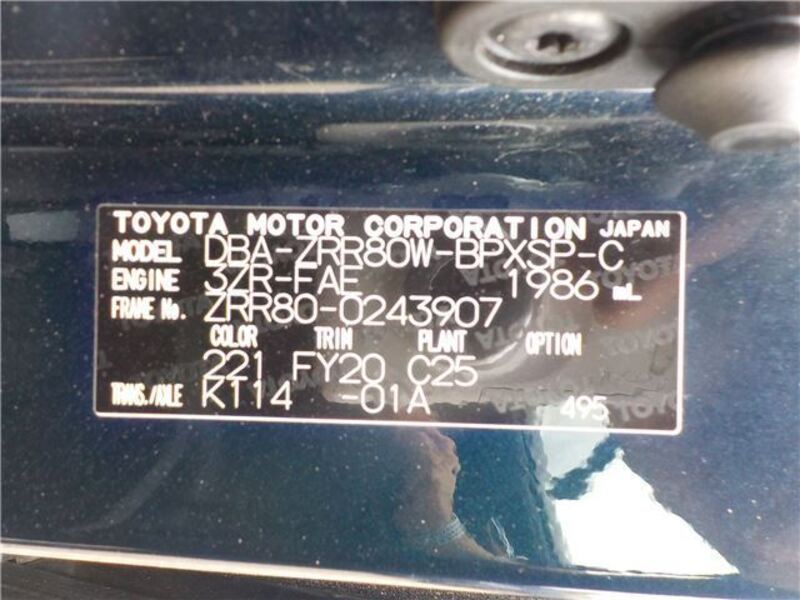 TOYOTA MOTOR CORPORATION JAPAN
MODEL DBA-ZRR80W-BPXSP-C
ENGINE 3ZR-FAE 1986 mL
FRAME No. ZRR80-0243907
COLOR TRIM PLANT OPTION
221 FY20 C25
TRANS./AXLE K114 -01A 495